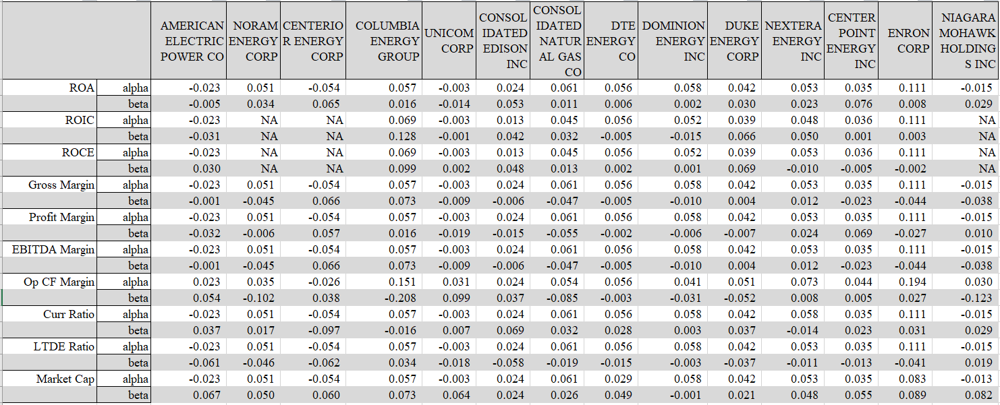 AMERICAN ELECTRIC POWER CO NORAM ENERGY CORP CENTERIO R ENERGY CORP COLUMBIA ENERGY GROUP UNICOM CORP CONSOL IDATED EDISON INC CONSOL IDATED NATUR AL GAS CO DTE ENERGY CO DOMINION ENERGY INC DUKE ENERGY CORP NEXTERA ENERGY INC CENTER POINT ENERGY INC ENRON CORP NIAGARA MOHAWK HOLDING S INC
ROA alpha -0.023 0.051 -0.054 0.057 -0.003 0.024 0.061 0.056 0.058 0.042 0.053 0.035 0.111 -0.015
beta -0.005 0.034 0.065 0.016 -0.014 0.053 0.011 0.006 0.002 0.030 0.023 0.076 0.008 0.029
ROIC alpha -0.023 NA NA 0.069 -0.003 0.013 0.045 0.056 0.052 0.039 0.048 0.036 0.111 NA
beta -0.031 NA NA 0.128 -0.001 0.042 0.032 -0.005 -0.015 0.066 0.050 0.001 0.003 NA
ROCE alpha -0.023 NA NA 0.069 -0.003 0.013 0.045 0.056 0.052 0.039 0.053 0.036 0.111 NA
beta 0.030 NA NA 0.099 0.002 0.048 0.013 0.002 0.001 0.069 -0.010 -0.005 -0.002 NA
Gross Margin alpha -0.023 0.051 -0.054 0.057 -0.003 0.024 0.061 0.056 0.058 0.042 0.053 0.035 0.111 -0.015
beta -0.001 -0.045 0.066 0.073 -0.009 -0.006 -0.047 -0.005 -0.010 0.004 0.012 -0.023 -0.044 -0.038
Profit Margin alpha -0.023 0.051 -0.054 0.057 -0.003 0.024 0.061 0.056 0.058 0.042 0.053 0.035 0.111 -0.015
beta -0.032 -0.006 0.057 0.016 -0.019 -0.015 -0.055 -0.002 -0.006 -0.007 0.024 0.069 -0.027 0.010
EBITDA Margin alpha -0.023 0.051 -0.054 0.057 -0.003 0.024 0.061 0.056 0.058 0.042 0.053 0.035 0.111 -0.015
beta -0.001 -0.045 0.066 0.073 -0.009 -0.006 -0.047 -0.005 -0.010 0.004 0.012 -0.023 -0.044 -0.038
Op CF Margin alpha 0.023 0.035 -0.026 0.151 0.031 0.024 0.054 0.056 0.041 0.051 0.073 0.044 0.194 0.030
beta 0.054 -0.102 0.038 -0.208 0.099 0.037 -0.085 -0.003 -0.031 -0.052 0.008 0.005 0.027 -0.123
Curr Ratio alpha -0.023 0.051 -0.054 0.057 -0.003 0.024 0.061 0.056 0.058 0.042 0.058 0.035 0.111 -0.015
beta 0.037 0.017 -0.097 -0.016 0.007 0.069 0.032 0.028 0.003 0.037 -0.014 0.023 0.031 0.029
LTDE Ratio alpha -0.023 0.051 -0.054 0.057 -0.003 0.024 0.061 0.056 0.058 0.042 0.053 0.035 0.111 -0.015
beta -0.061 -0.046 -0.062 0.034 -0.018 -0.058 -0.019 -0.015 -0.003 -0.037 -0.011 -0.013 -0.041 0.019
Market Cap alpha -0.023 0.051 -0.054 0.057 -0.003 0.024 0.061 0.029 0.058 0.042 0.053 0.035 0.083 -0.013
beta 0.067 0.050 0.060 0.073 0.064 0.024 0.026 0.049 -0.001 0.021 0.048 0.055 0.089 0.082